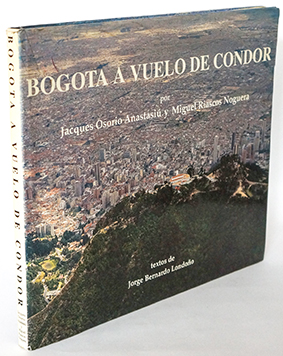 BOGOTA A VUELO DE CONDOR
BOGOTA A VUELO DE CONDOR
por
Jacques Osorio Anastasiú y Miguel Riascos Noguera
textos de
Jorge Bernardo Londoño